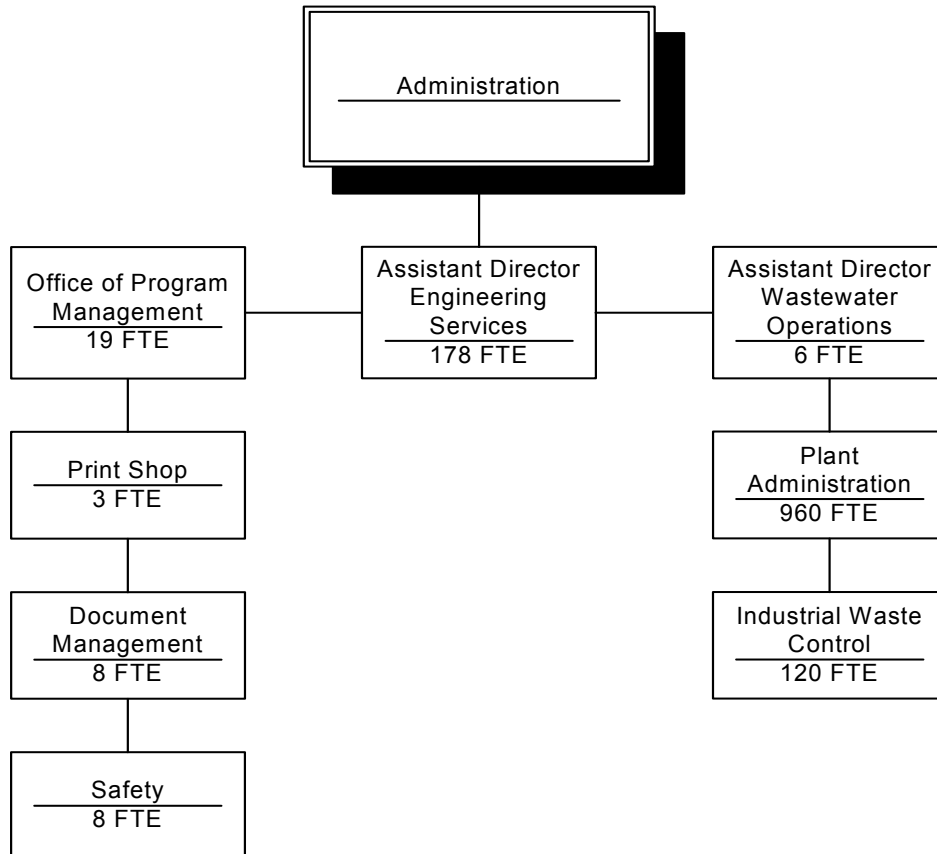 Administration
Office of Program
Management
19 FTE
Assistant Director
Engineering
Services
178 FTE
Assistant Director
Wastewater
Operations
6 FTE
Print Shop
3 FTE
Plant
Administration
960 FTE
Document
Management
8 FTE
Industrial Waste
Control
120 FTE
Safety
8 FTE